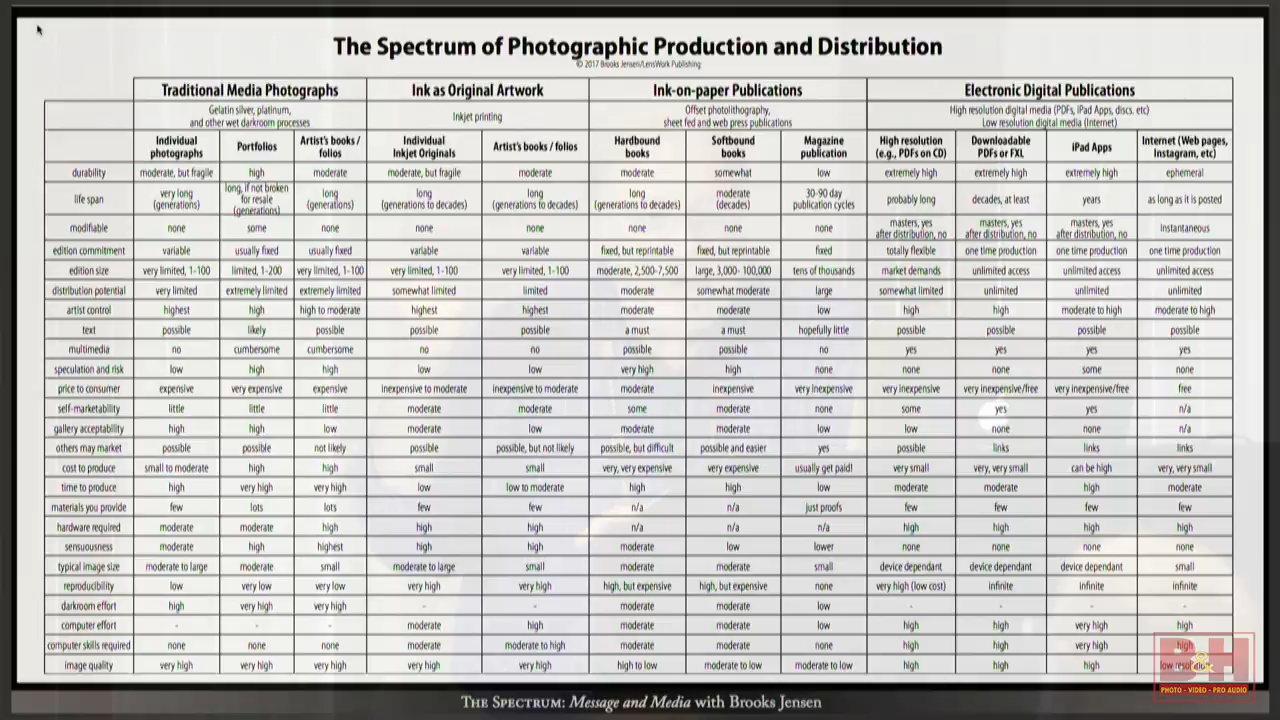 The Spectrum of Photographic Production and Distribution
© 2017 Brooks Jensen/LensWork Publishing
Traditional Media Photographs Ink as Original Artwork Ink-on-paper Publications Electronic Digital Publications
Gelatin silver, platinum, and other wet darkroom processes Inkjet printing Offset photolithography, sheet fed and web press publications High resolution digital media (PDFs, iPad Apps, discs. etc) Low resolution digital media (Internet)
Individual photographs Portfolios Artist's books / folios Individual Inkjet Originals Artist's books / folios Hardbound books Softbound books Magazine publication High resolution (e.g., PDFs on CD) Downloadable PDFs or FXL iPad Apps Internet (Web pages, Instagram, etc)
durability moderate, but fragile high moderate moderate, but fragile moderate moderate somewhat low extremely high extremely high extremely high ephemeral
life span very long (generations) long, if not broken for resale (generations) long (generations) long (generations to decades) long (generations to decades) long (generations to decades) moderate (decades) 30-90 day publication cycles probably long decades, at least years as long as it is posted
modifiable none some none none none none none none masters, yes after distribution, no masters, yes after distribution, no masters, yes after distribution, no instantaneous
edition commitment variable usually fixed usually fixed variable variable fixed, but reprintable fixed, but reprintable fixed totally flexible one time production one time production one time production
edition size very limited, 1-100 limited, 1-200 very limited, 1-100 very limited, 1-100 very limited, 1-100 moderate, 2,500-7,500 large, 3,000- 100,000 tens of thousands market demands unlimited access unlimited access unlimited access
distribution potential very limited extremely limited extremely limited somewhat limited limited moderate somewhat moderate large somewhat limited unlimited unlimited unlimited
artist control highest high high to moderate highest highest moderate moderate low high high moderate to high moderate to high
text possible likely possible possible possible a must a must hopefully little possible possible possible possible
multimedia no cumbersome cumbersome no no possible possible no yes yes yes yes
speculation and risk low high high low low very high high none none none some none
price to consumer expensive very expensive expensive inexpensive to moderate inexpensive to moderate moderate inexpensive very inexpensive very inexpensive very inexpensive/free very inexpensive/free free
self-marketability little little little moderate moderate some moderate none some yes yes n/a
gallery acceptability high high low moderate low moderate moderate low low none none n/a
others may market possible possible not likely possible possible, but not likely possible, but difficult possible and easier yes possible links links links
cost to produce small to moderate high high small small very, very expensive very expensive usually get paid! very small very, very small can be high very, very small
time to produce high very high very high low low to moderate high high low moderate moderate high moderate
materials you provide few lots lots few few n/a n/a just proofs few few few few
hardware required moderate moderate high high high n/a n/a n/a high high high high
sensuousness moderate high highest high high moderate low lower none none none none
typical image size moderate to large moderate small moderate to large small moderate moderate small device dependant device dependant device dependant small
reproducibility low very low very low very high very high high, but expensive high, but expensive none very high (low cost) infinite infinite infinite
darkroom effort high very high very high - - moderate moderate low - - - -
computer effort - - - moderate high moderate moderate low high high very high high
computer skills required none none none moderate moderate to high moderate moderate none high high very high high
image quality very high very high very high very high very high high to low moderate to low moderate to low high high high low resolution
B&H
PHOTO - VIDEO - PRO AUDIO
THE SPECTRUM: Message and Media with Brooks Jensen